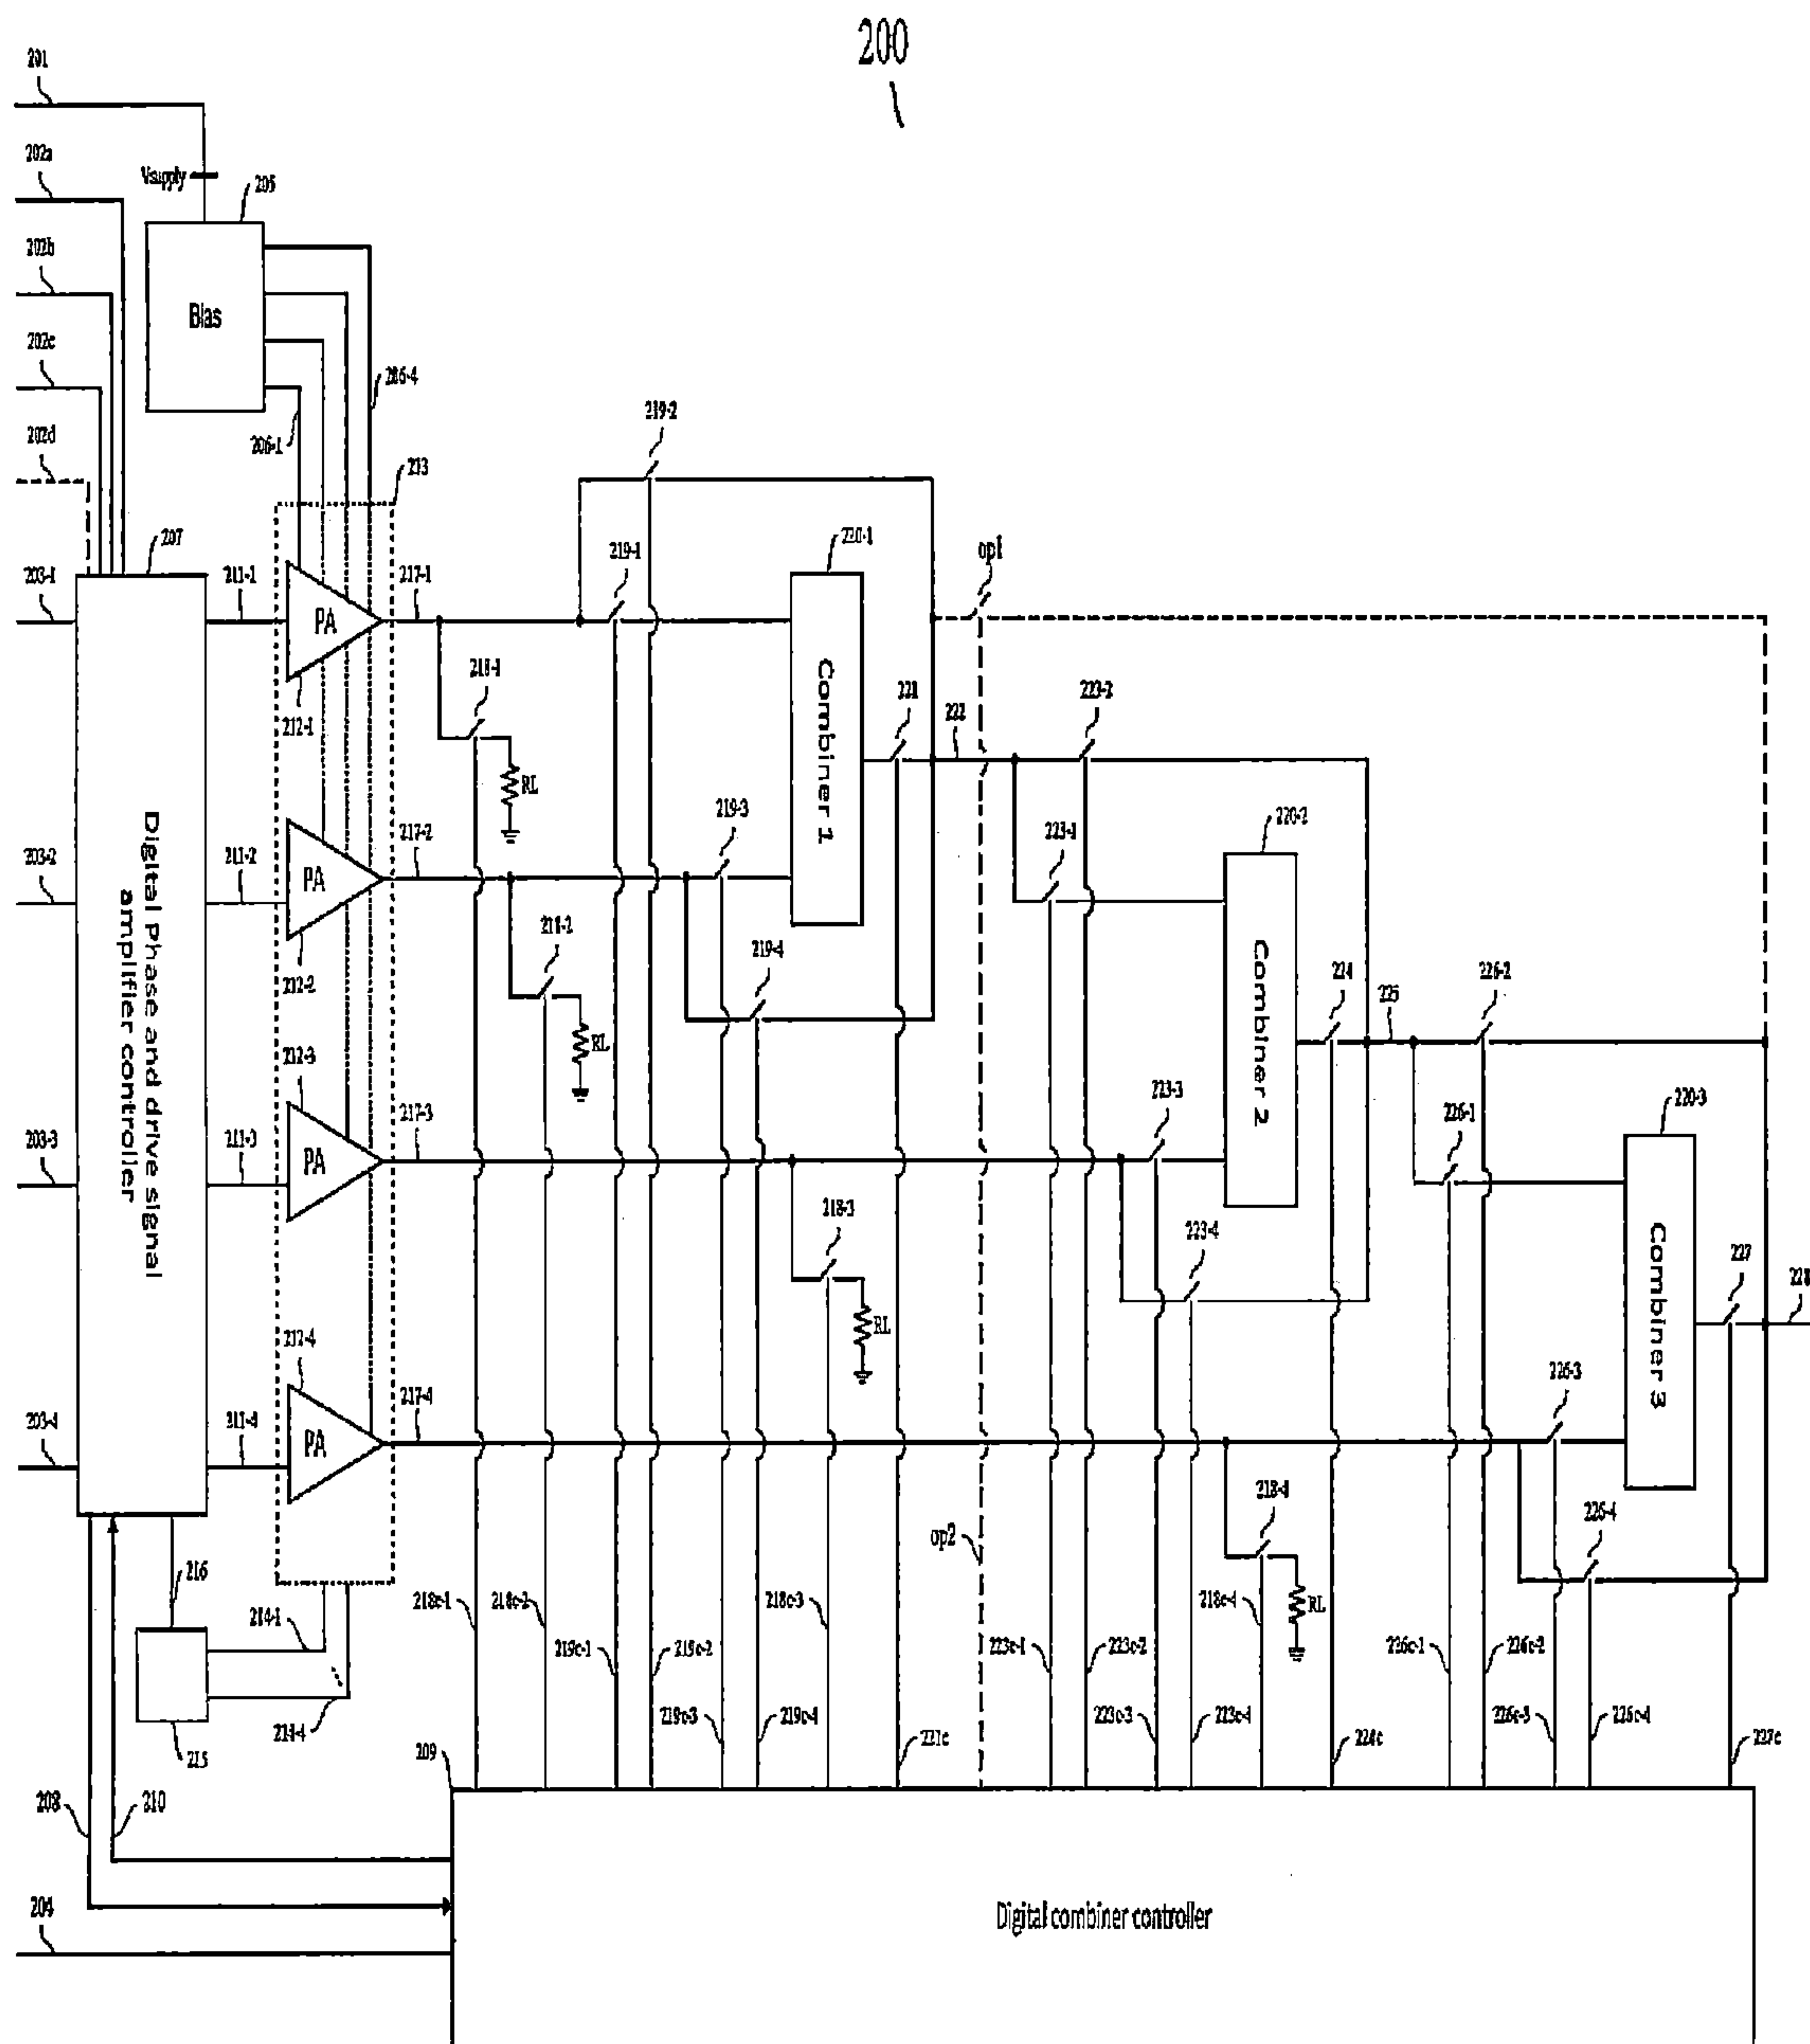 200
201
202a
Vsupply
205
202b
202c
Bias
206-4
202d
206-1
219-2
213
207
203-1
211-1
PA
217-1
219-1
220-1
op1
212-1
218-1
RL
Combiner 1
221
222
223-2
203-2
211-2
PA
217-2
219-3
223-1
220-2
212-2
218-2
RL
219-4
Combiner 2
224
225
226-2
Digital Phase and drive signal
amplifier controller
212-3
203-3
211-3
PA
217-3
223-3
226-1
220-3
218-3
RL
223-4
Combiner 3
227
228
212-4
203-4
211-4
PA
217-4
226-3
218-4
RL
226-4
op2
216
214-1
218c-1
218c-2
218c-3
218c-4
219c-1
219c-2
223c-1
223c-2
226c-1
226c-2
214-4
215
219c-3
219c-4
221c
223c-3
223c-4
224c
226c-3
226c-4
227c
209
208
210
204
Digital combiner controller